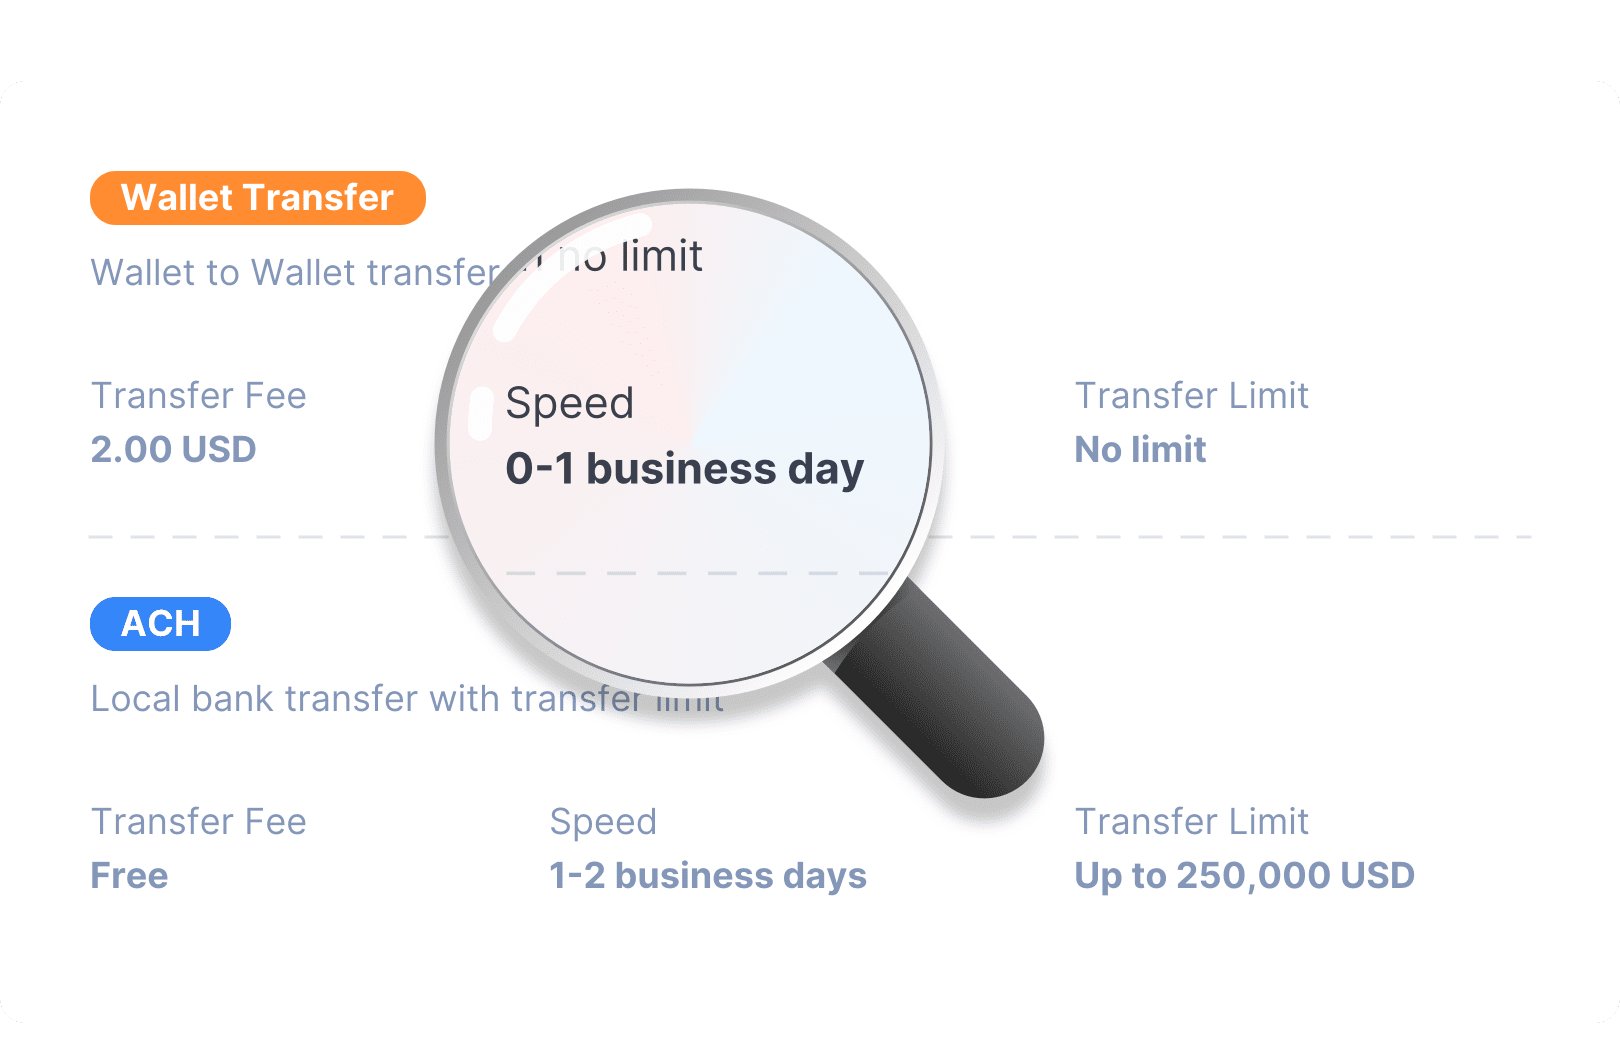 Wallet Transfer
Wallet to Wallet transfer no limit
Transfer Fee
2.00 USD
Speed
0-1 business day
Transfer Limit
No limit
ACH
Local bank transfer with transfer limit
Transfer Fee
Free
Speed
1-2 business days
Transfer Limit
Up to 250,000 USD